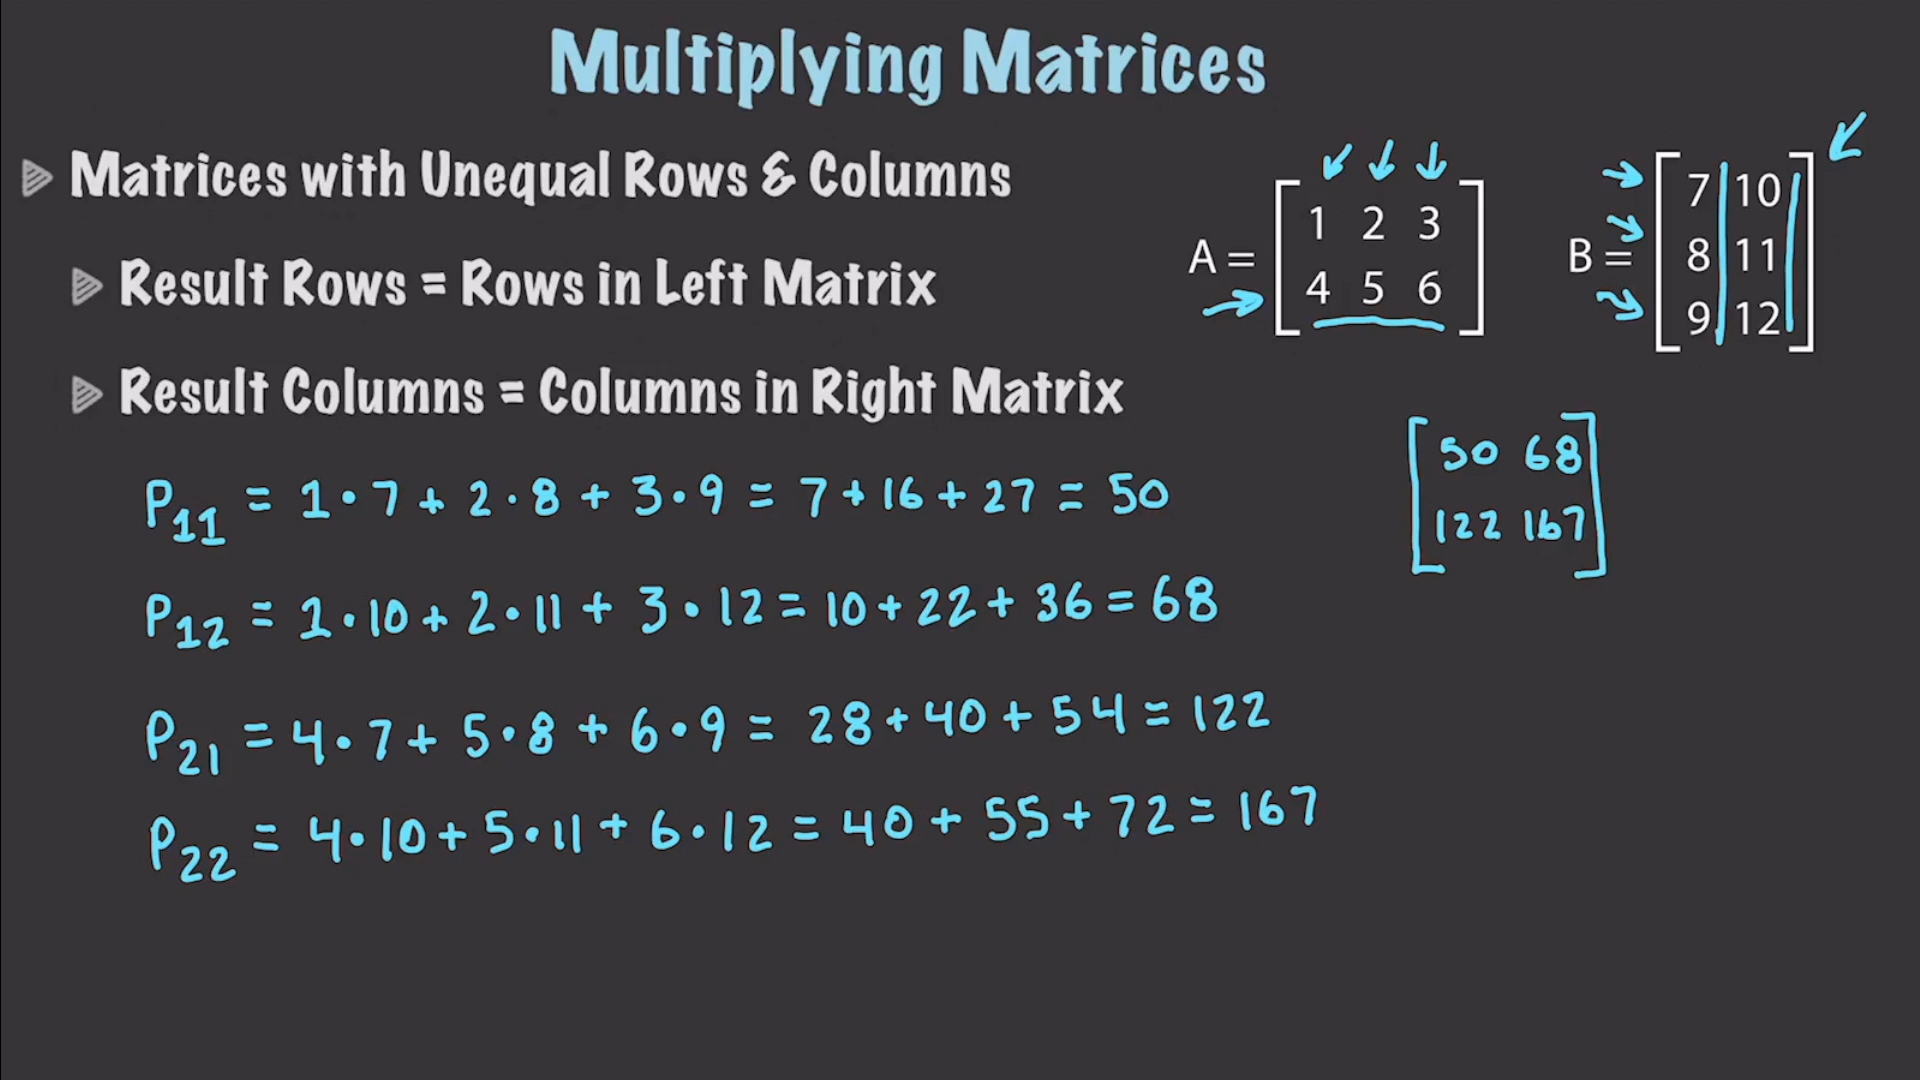 Multiplying Matrices
Matrices with Unequal Rows & Columns
Result Rows = Rows in Left Matrix
Result Columns = Columns in Right Matrix
A = [1 2 3
4 5 6]
B = [7 10
8 11
9 12]
[50 68
122 167]
P11 = 1·7 + 2·8 + 3·9 = 7 + 16 + 27 = 50
P12 = 1·10 + 2·11 + 3·12 = 10 + 22 + 36 = 68
P21 = 4·7 + 5·8 + 6·9 = 28 + 40 + 54 = 122
P22 = 4·10 + 5·11 + 6·12 = 40 + 55 + 72 = 167